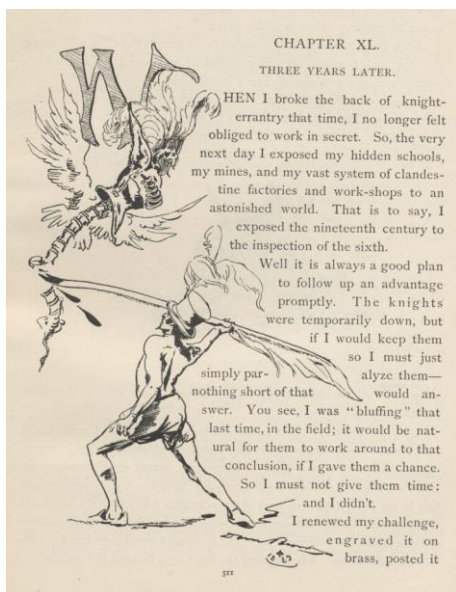 CHAPTER XL.
THREE YEARS LATER.
WHEN I broke the back of knight-
errantry that time, I no longer felt
obliged to work in secret. So, the very
next day I exposed my hidden schools,
my mines, and my vast system of clandes-
tine factories and work-shops to an
astonished world. That is to say, I
exposed the nineteenth century to
the inspection of the sixth.
Well it is always a good plan
to follow up an advantage
promptly. The knights
were temporarily down, but
if I would keep them
so I must just
simply par- alyze them—
nothing short of that would an-
swer. You see, I was "bluffing" that
last time, in the field; it would be nat-
ural for them to work around to that
conclusion, if I gave them a chance.
So I must not give them time:
and I didn't.
I renewed my challenge,
engraved it on
brass, posted it
521